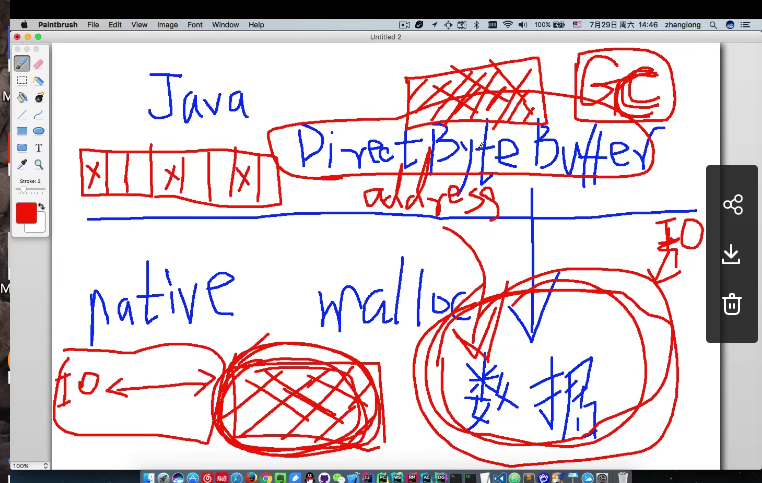 Paintbrush File Edit View Image Font Window Help 100% 7月29日 周六 14:46 zhanglong
Untitled 2
Java
GC
DirectByteBuffer
address
Stroke: 2
IO
native malloc
IO
数据
100%